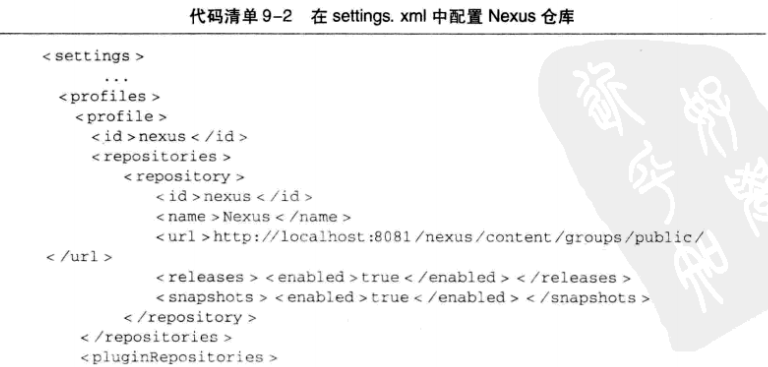 代码清单9-2 在 settings. xml 中配置 Nexus 仓库
<settings>
...
<profiles>
<profile>
<id>nexus</id>
<repositories>
<repository>
<id>nexus</id>
<name>Nexus</name>
<url>http://localhost:8081/nexus/content/groups/public/
</url>
<releases><enabled>true</enabled></releases>
<snapshots><enabled>true</enabled></snapshots>
</repository>
</repositories>
<pluginRepositories>